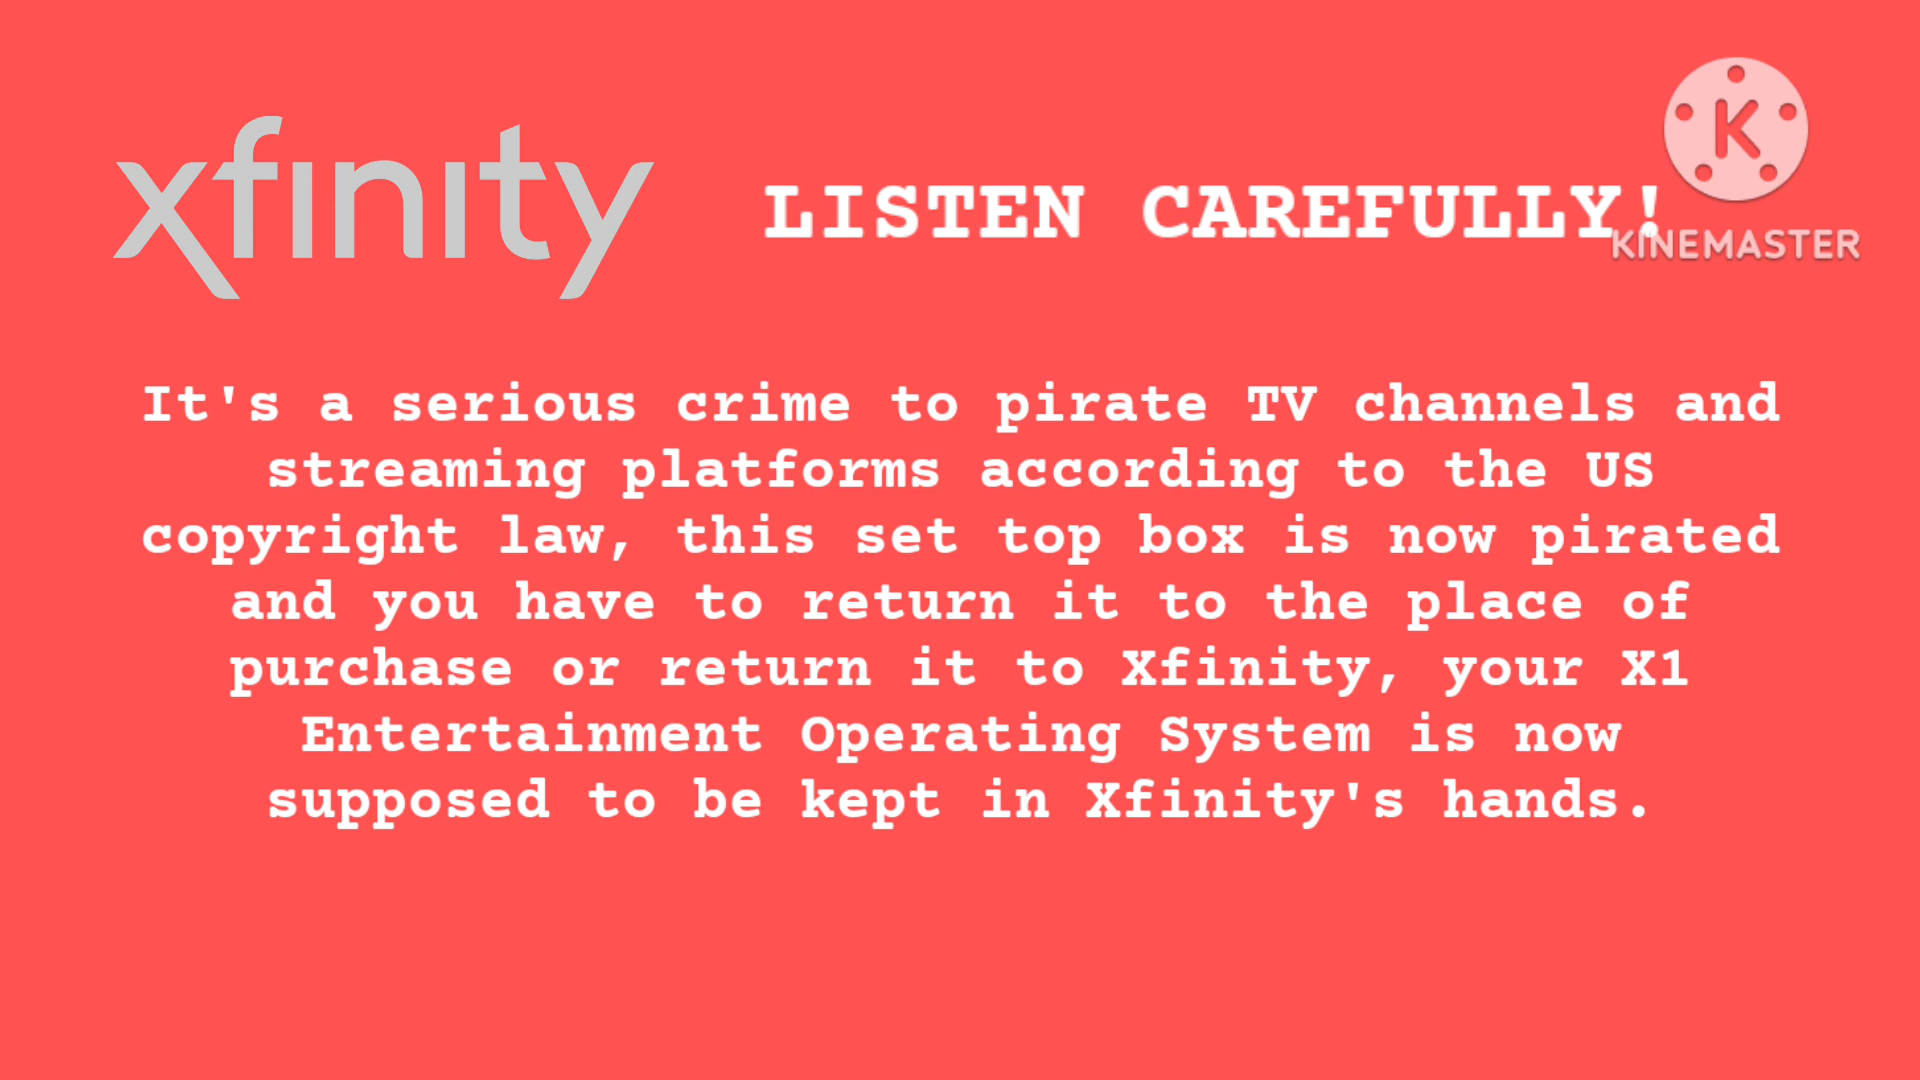 xfinity
LISTEN CAREFULLY!
K
KINEMASTER
It's a serious crime to pirate TV channels and
streaming platforms according to the US
copyright law, this set top box is now pirated
and you have to return it to the place of
purchase or return it to Xfinity, your X1
Entertainment Operating System is now
supposed to be kept in Xfinity's hands.